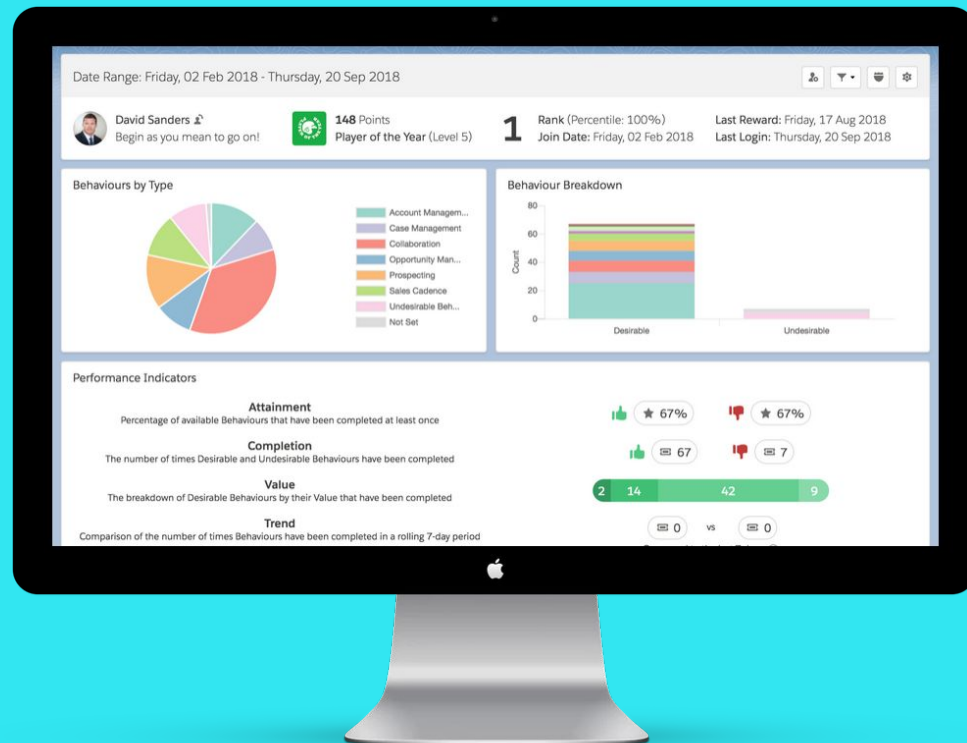 Date Range: Friday, 02 Feb 2018 - Thursday, 20 Sep 2018
David Sanders
Begin as you mean to go on!
148 Points
Player of the Year (Level 5)
1
Rank (Percentile: 100%)
Join Date: Friday, 02 Feb 2018
Last Reward: Friday, 17 Aug 2018
Last Login: Thursday, 20 Sep 2018
Behaviours by Type
Account Managem...
Case Management
Collaboration
Opportunity Man...
Prospecting
Sales Cadence
Undesirable Beh...
Not Set
Behaviour Breakdown
Count
80
60
40
20
0
Desirable
Undesirable
Performance Indicators
Attainment
Percentage of available Behaviours that have been completed at least once
67%
67%
Completion
The number of times Desirable and Undesirable Behaviours have been completed
67
7
Value
The breakdown of Desirable Behaviours by their Value that have been completed
2 14 42 9
Trend
Comparison of the number of times Behaviours have been completed in a rolling 7-day period
0 vs 0